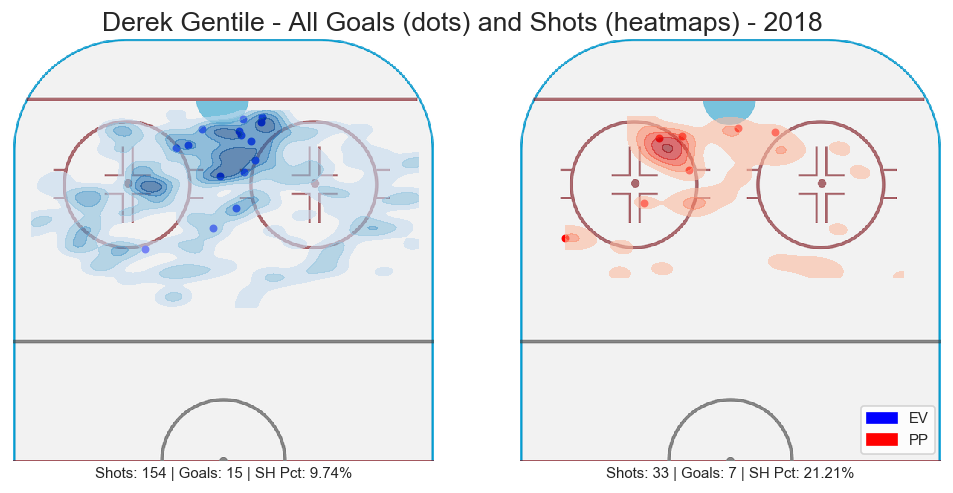 Derek Gentile - All Goals (dots) and Shots (heatmaps) - 2018
EV
PP
Shots: 154 | Goals: 15 | SH Pct: 9.74%
Shots: 33 | Goals: 7 | SH Pct: 21.21%